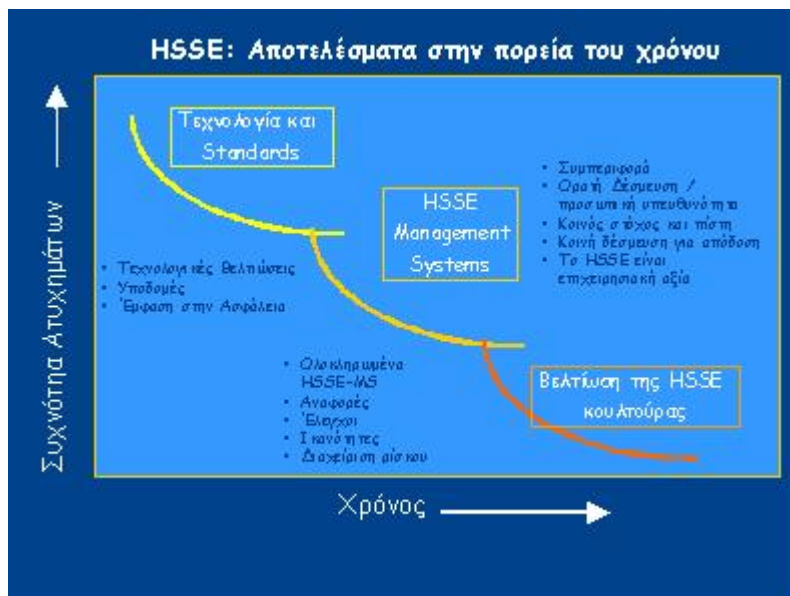 HSSE: Αποτελέσματα στην πορεία του χρόνου
Συχνότητα Ατυχημάτων
Τεχνολογία και
Standards
• Τεχνολογικές Βελτιώσεις
• Υποδομές
• Έμφαση στην Ασφάλεια
HSSE
Management
Systems
• Ολοκληρωμένα
HSSE-MS
• Αναφορές
• Έλεγχοι
• Ικανότητες
• Διαχείριση ρίσκου
• Συμπεριφορά
• Ορατή Δέσμευση /
προσωπική υπευθυνότητα
• Κοινός στόχος και πίστη
• Κοινή δέσμευση για απόδοση
• Το HSSE είναι
επιχειρησιακή αξία
Βελτίωση της HSSE
κουλτούρας
Χρόνος